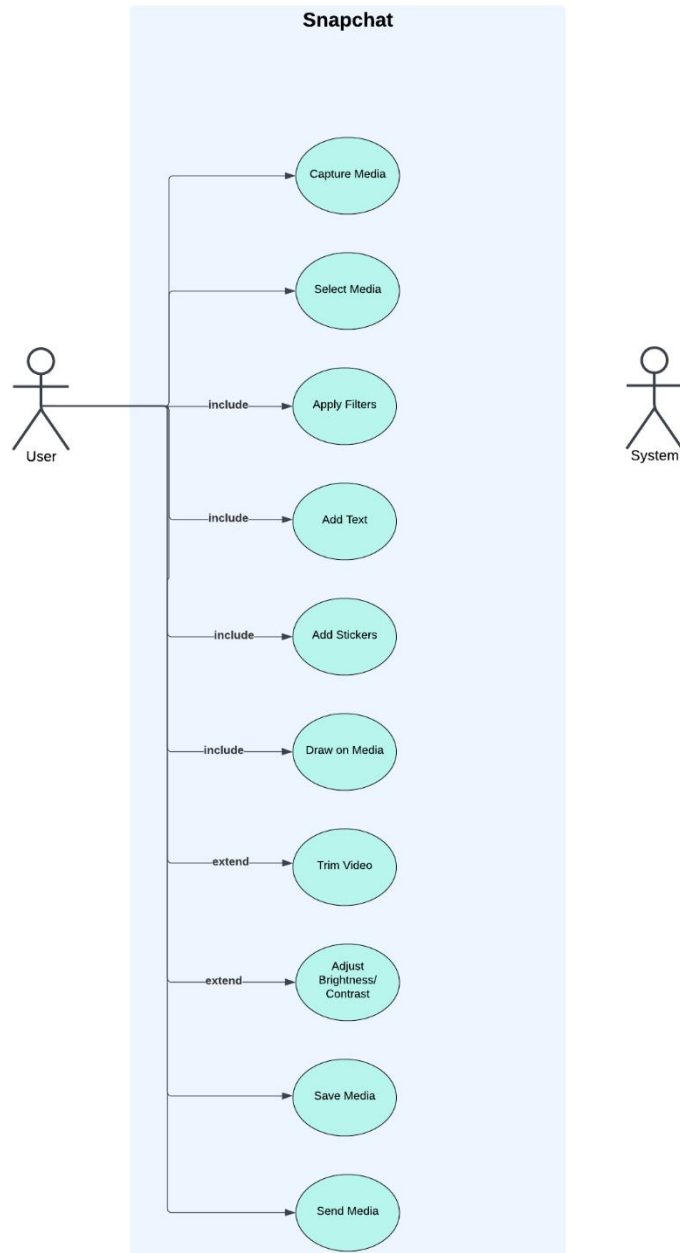 Snapchat
Capture Media
Select Media
include
Apply Filters
User
System
include
Add Text
include
Add Stickers
include
Draw on Media
extend
Trim Video
extend
Adjust
Brightness/
Contrast
Save Media
Send Media